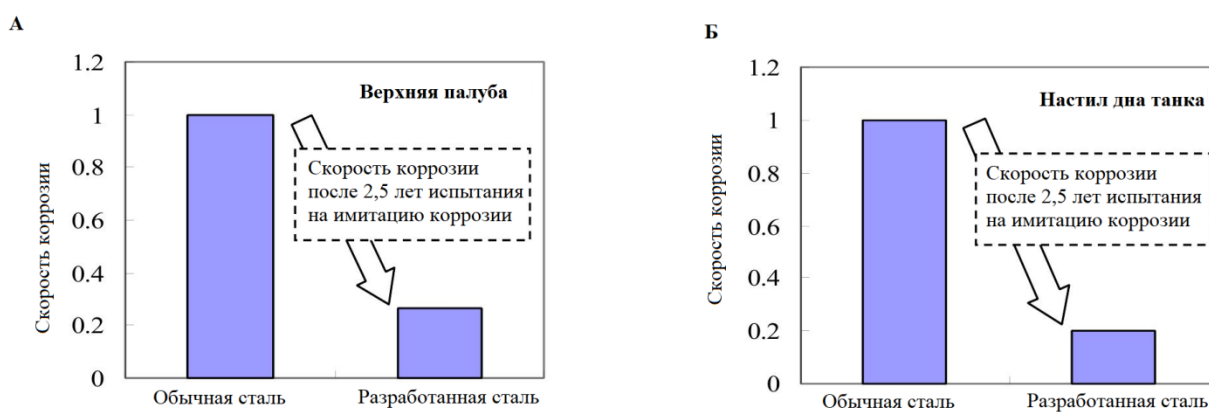 А
1.2
1
0.8
0.6
0.4
0.2
0
Скорость коррозии
Верхняя палуба
Скорость коррозии
после 2,5 лет испытания
на имитацию коррозии
Обычная сталь
Разработанная сталь
Б
1.2
1
0.8
0.6
0.4
0.2
0
Скорость коррозии
Настил дна танка
Скорость коррозии
после 2,5 лет испытания
на имитацию коррозии
Обычная сталь
Разработанная сталь